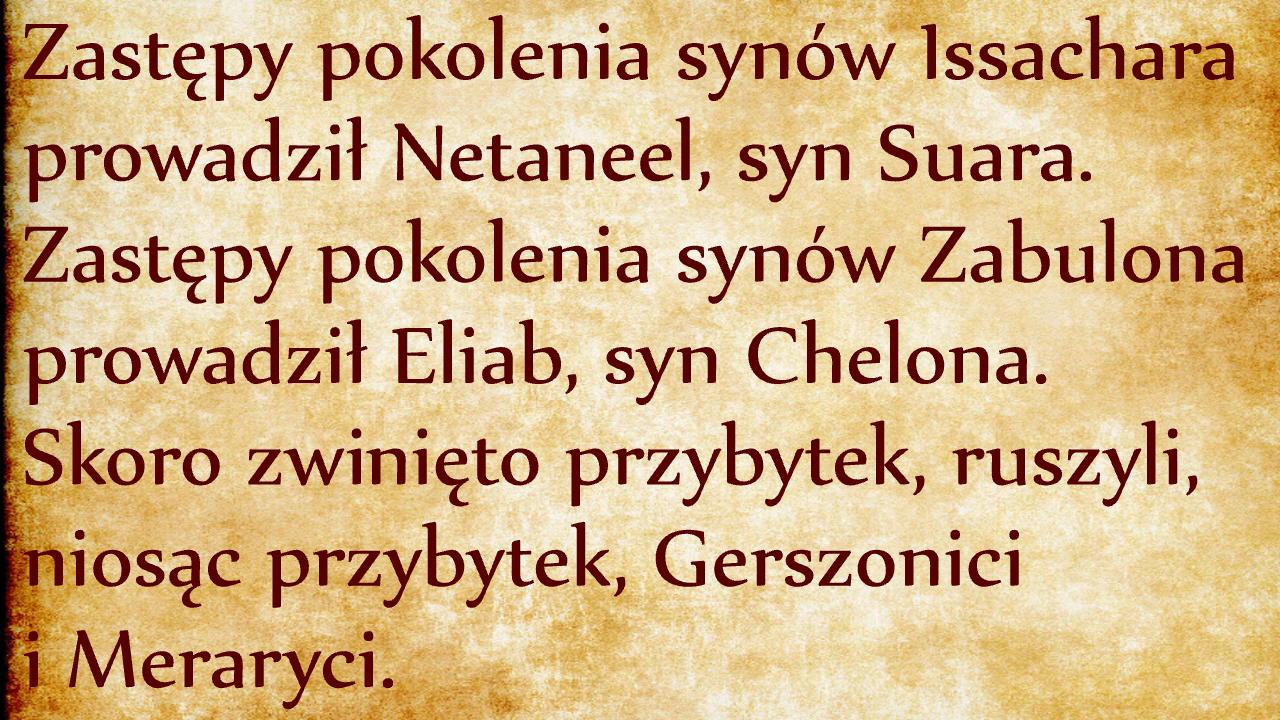 Zastępy pokolenia synów Issachara
prowadził Netaneel, syn Suara.
Zastępy pokolenia synów Zabulona
prowadził Eliab, syn Chelona.
Skoro zwinięto przybytek, ruszyli,
niosąc przybytek, Gerszonici
i Meraryci.